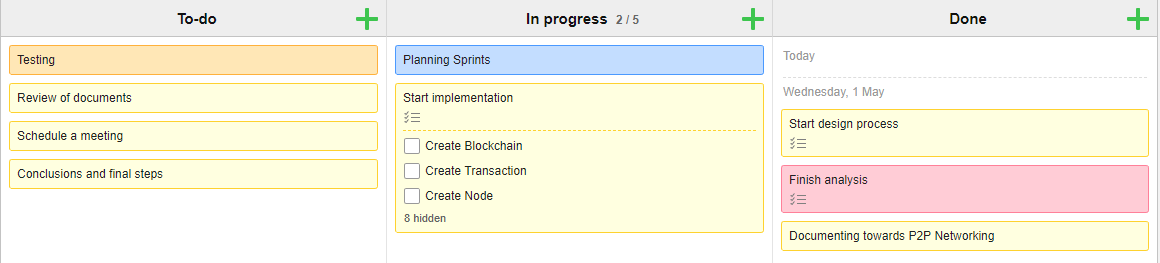 To-do
Testing
Review of documents
Schedule a meeting
Conclusions and final steps
In progress 2 / 5
Planning Sprints
Start implementation
Create Blockchain
Create Transaction
Create Node
8 hidden
Done
Today
Wednesday, 1 May
Start design process
Finish analysis
Documenting towards P2P Networking